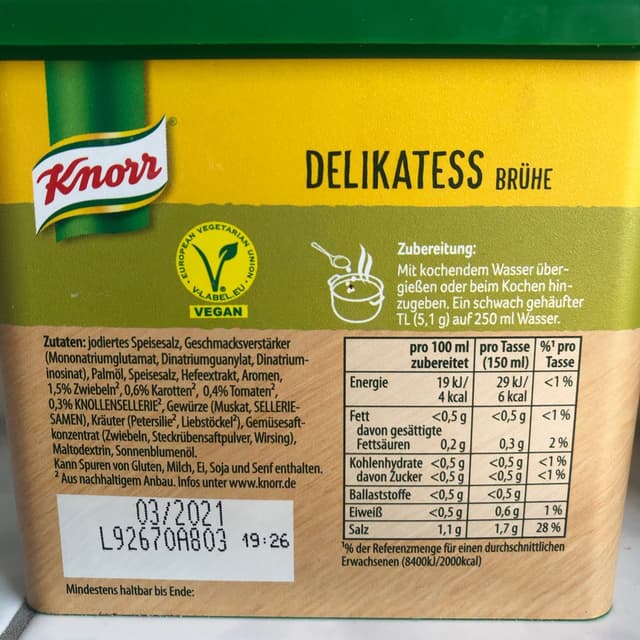 Knorr
DELIKATESS BRÜHE
EUROPEAN VEGETARIAN UNION
V-LABEL.EU
VEGAN
Zubereitung:
Mit kochendem Wasser über-
gießen oder beim Kochen hin-
zugeben. Ein schwach gehäufter
TL (5,1 g) auf 250 ml Wasser.
Zutaten: jodiertes Speisesalz, Geschmacksverstärker
(Mononatriumglutamat, Dinatriumguanylat, Dinatrium-
inosinat), Palmöl, Speisesalz, Hefeextrakt, Aromen,
1,5% Zwiebeln², 0,6% Karotten², 0,4% Tomaten²,
0,3% KNOLLENSELLERIE², Gewürze (Muskat, SELLERIE-
SAMEN), Kräuter (Petersilie², Liebstöckel²), Gemüsesaft-
konzentrat (Zwiebeln, Steckrübensaftpulver, Wirsing),
Maltodextrin, Sonnenblumenöl.
Kann Spuren von Gluten, Milch, Ei, Soja und Senf enthalten.
² Aus nachhaltigem Anbau. Infos unter www.knorr.de
03/2021
L92670A803 19:26
Mindestens haltbar bis Ende:
pro 100 ml pro Tasse %¹ pro
zubereitet (150 ml) Tasse
Energie 19 kJ/ 29 kJ/ <1 %
4 kcal 6 kcal
Fett <0,5 g <0,5 g <1 %
davon gesättigte
Fettsäuren 0,2 g 0,3 g 2 %
Kohlenhydrate <0,5 g <0,5 g <1 %
davon Zucker <0,5 g <0,5 g <1 %
Ballaststoffe <0,5 g <0,5 g
Eiweiß <0,5 g 0,6 g 1 %
Salz 1,1 g 1,7 g 28 %
¹% der Referenzmenge für einen durchschnittlichen
Erwachsenen (8400kJ/2000kcal)